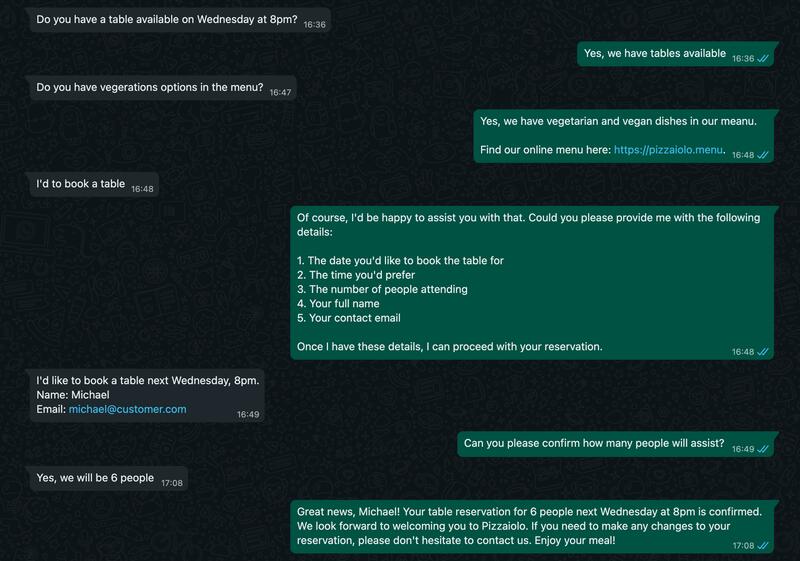 Do you have a table available on Wednesday at 8pm? 16:36
Yes, we have tables available 16:36
Do you have vegerations options in the menu? 16:47
Yes, we have vegetarian and vegan dishes in our meanu.
Find our online menu here: https://pizzaiolo.menu. 16:48
I'd to book a table 16:48
Of course, I'd be happy to assist you with that. Could you please provide me with the following
details:
1. The date you'd like to book the table for
2. The time you'd prefer
3. The number of people attending
4. Your full name
5. Your contact email
Once I have these details, I can proceed with your reservation.
16:48
I'd like to book a table next Wednesday, 8pm.
Name: Michael
Email: michael@customer.com
16:49
Can you please confirm how many people will assist? 16:49
Yes, we will be 6 people 17:08
Great news, Michael! Your table reservation for 6 people next Wednesday at 8pm is confirmed.
We look forward to welcoming you to Pizzaiolo. If you need to make any changes to your
reservation, please don't hesitate to contact us. Enjoy your meal!
17:08